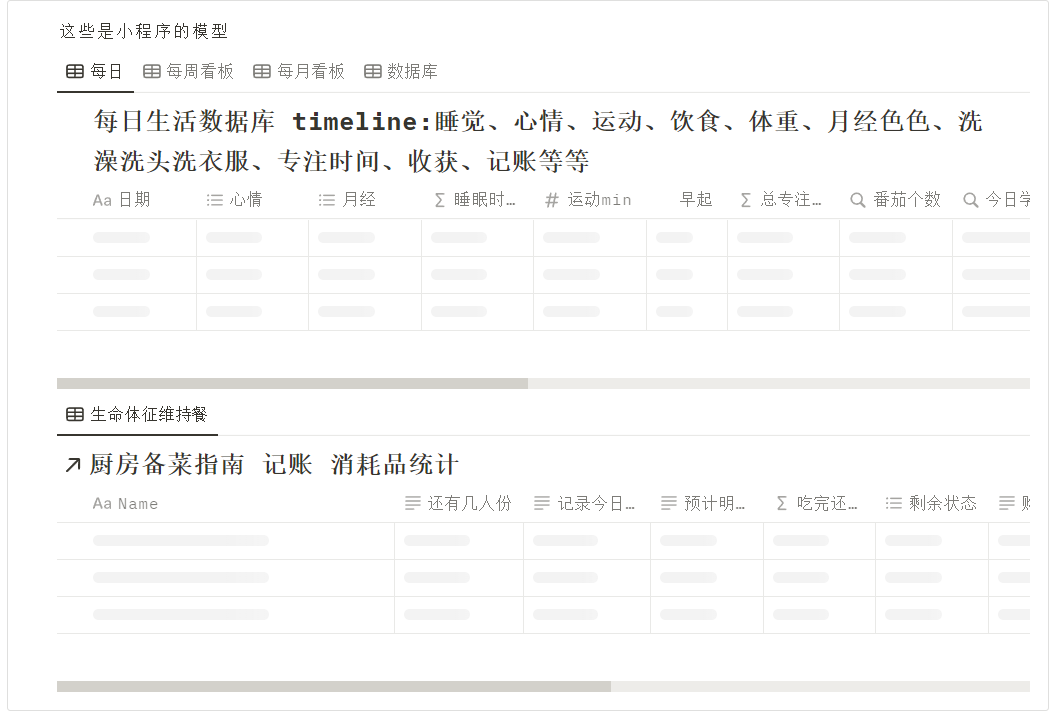 这些是小程序的模型
每日 每周看板 每月看板 数据库
每日生活数据库 timeline:睡觉、心情、运动、饮食、体重、月经色色、洗
澡洗头洗衣服、专注时间、收获、记账等等
Aa 日期 心情 月经 Σ 睡眠时… # 运动min 早起 Σ 总专注… 番茄个数 今日学
生命体征维持餐
厨房备菜指南 记账 消耗品统计
Aa Name 还有几人份 记录今日… 预计明… Σ 吃完还… 剩余状态